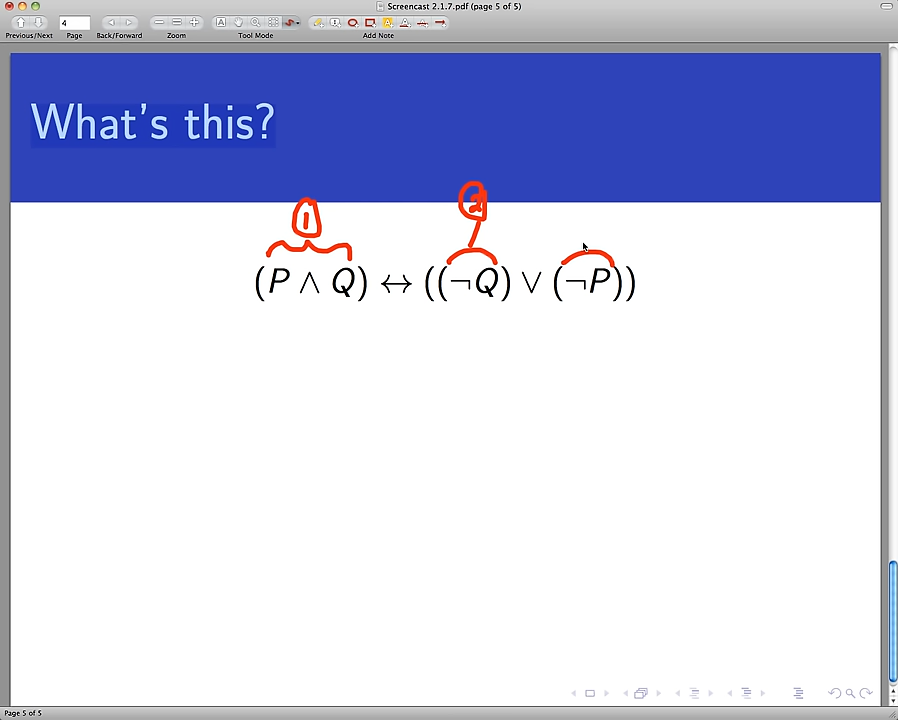 Screencast 2.1.7.pdf (page 5 of 5)
4
Previous/Next Page Back/Forward Zoom Tool Mode Add Note
What's this?
1 2
(P ∧ Q) ↔ ((¬Q) ∨ (¬P))
Page 5 of 5